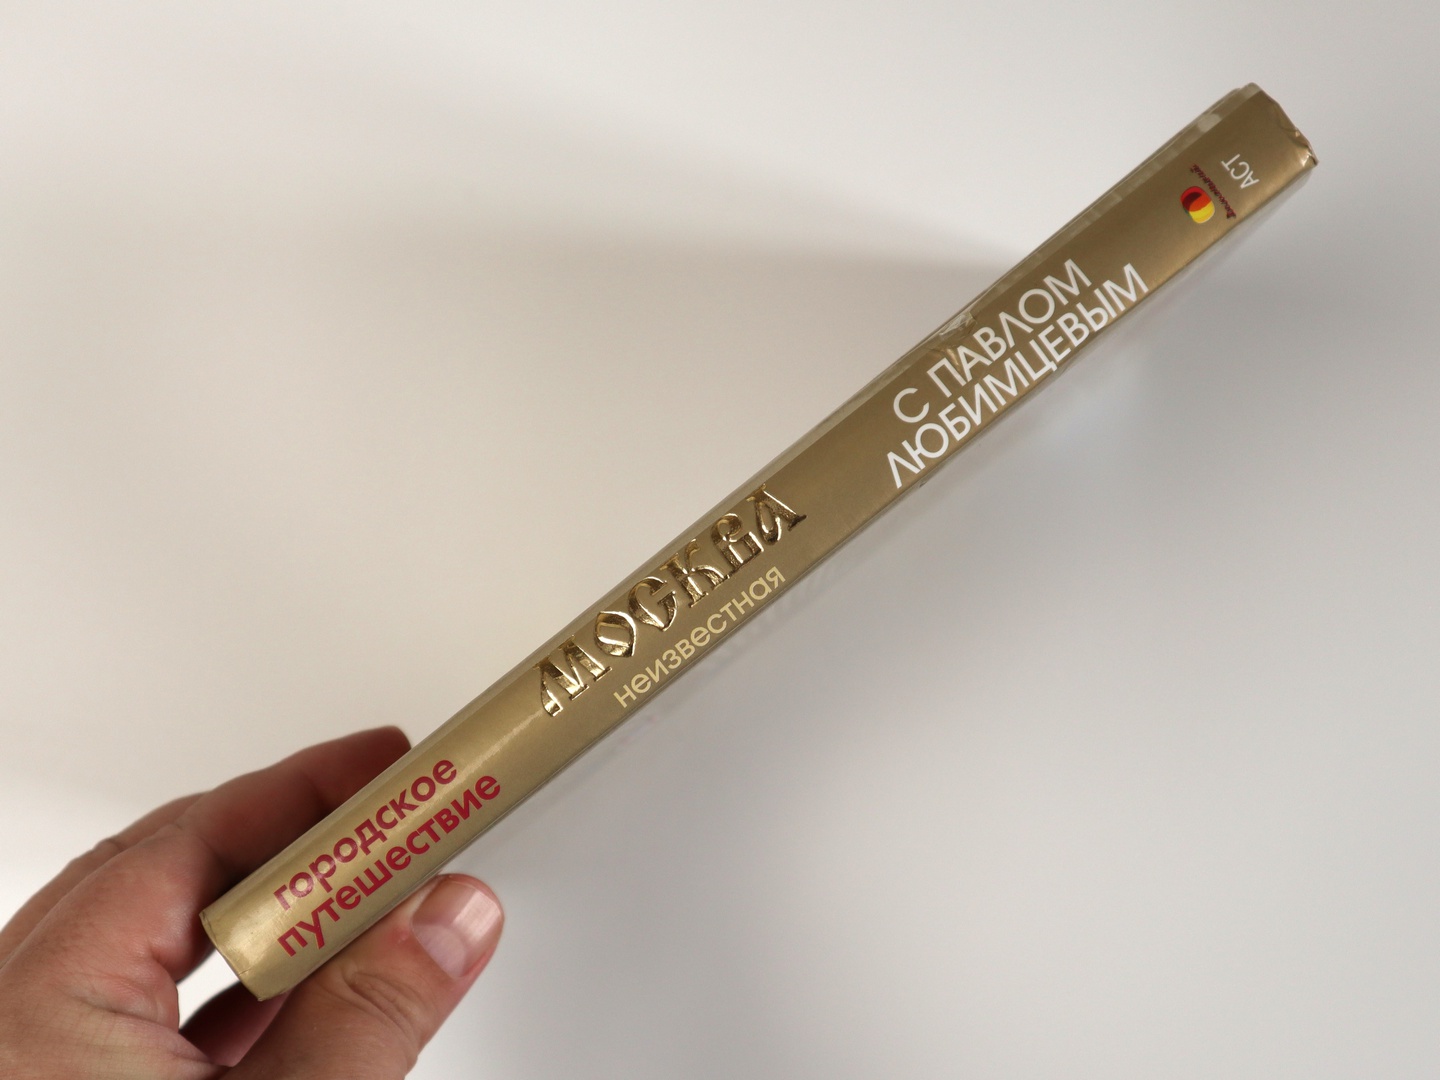 городское
путешествие
МОСКВА
неизвестная
С ПАВЛОМ
ЛЮБИМЦЕВЫМ
АСТ